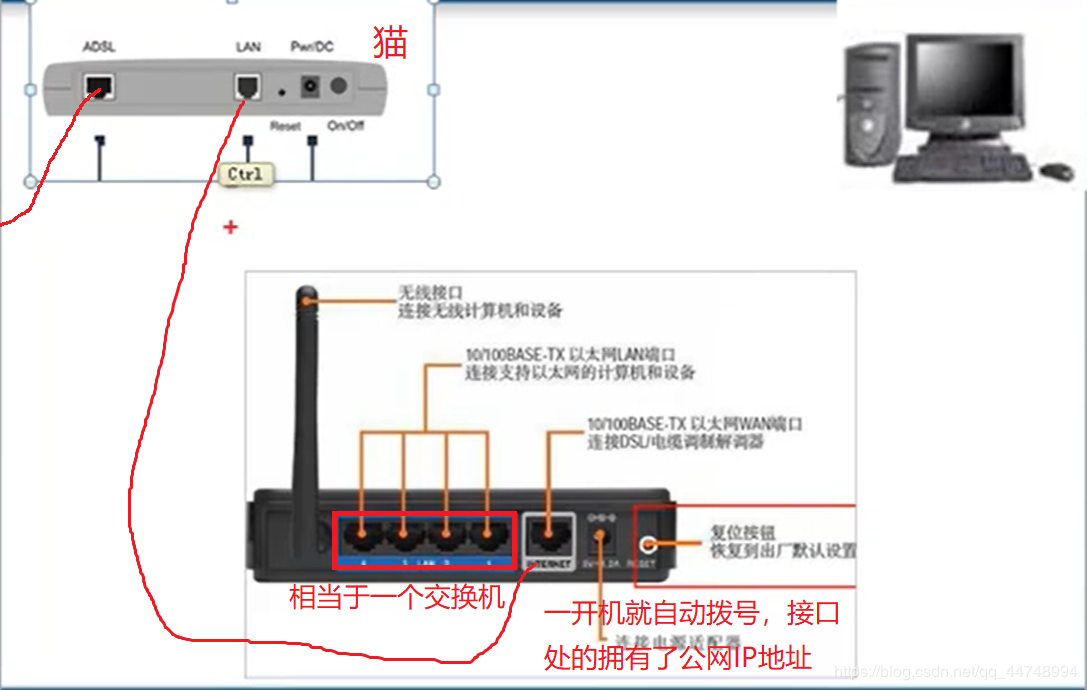 ADSL
LAN
Pwr/DC
猫
Reset
On/Off
Ctrl
无线接口
连接无线计算机和设备
10/100BASE-TX 以太网LAN端口
连接支持以太网的计算机和设备
10/100BASE-TX 以太网WAN端口
连接DSL/电缆调制解调器
复位按钮
恢复到出厂默认设置
LAN
INTERNET
RESET
相当于一个交换机
一开机就自动拨号，接口
连接电源适配器
处的拥有了公网IP地址
https://blog.csdn.net/qq_44748994